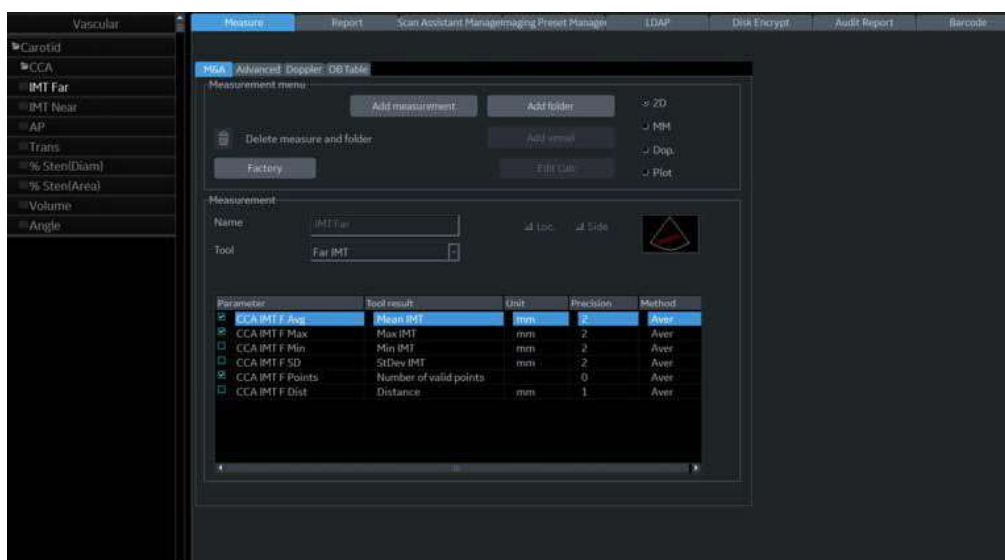 Vascular
Measure Report Scan Assistant Manage Imaging Preset Manager LDAP Disk Encrypt Audit Report Barcode
Carotid
CCA
IMT Far
IMT Near
AP
Trans
% Sten(Diam)
% Sten(Area)
Volume
Angle
M&A Advanced Doppler OB Table
Measurement menu
Add measurement Add folder 2D
MM
Delete measure and folder Add vessel
Dop.
Factory Edit Calc Plot
Measurement
Name IMT Far Loc. Side
Tool Far IMT
Parameter Tool result Unit Precision Method
CCA IMT F Avg Mean IMT mm 2 Aver
CCA IMT F Max Max IMT mm 2 Aver
CCA IMT F Min Min IMT mm 2 Aver
CCA IMT F SD StDev IMT mm 2 Aver
CCA IMT F Points Number of valid points 0 Aver
CCA IMT F Dist Distance mm 1 Aver